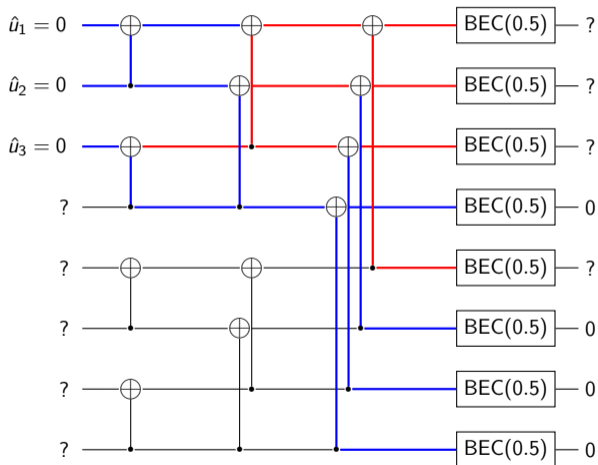 û₁ = 0 BEC(0.5) ?
û₂ = 0 BEC(0.5) ?
û₃ = 0 BEC(0.5) ?
? BEC(0.5) 0
? BEC(0.5) ?
? BEC(0.5) 0
? BEC(0.5) 0
? BEC(0.5) 0